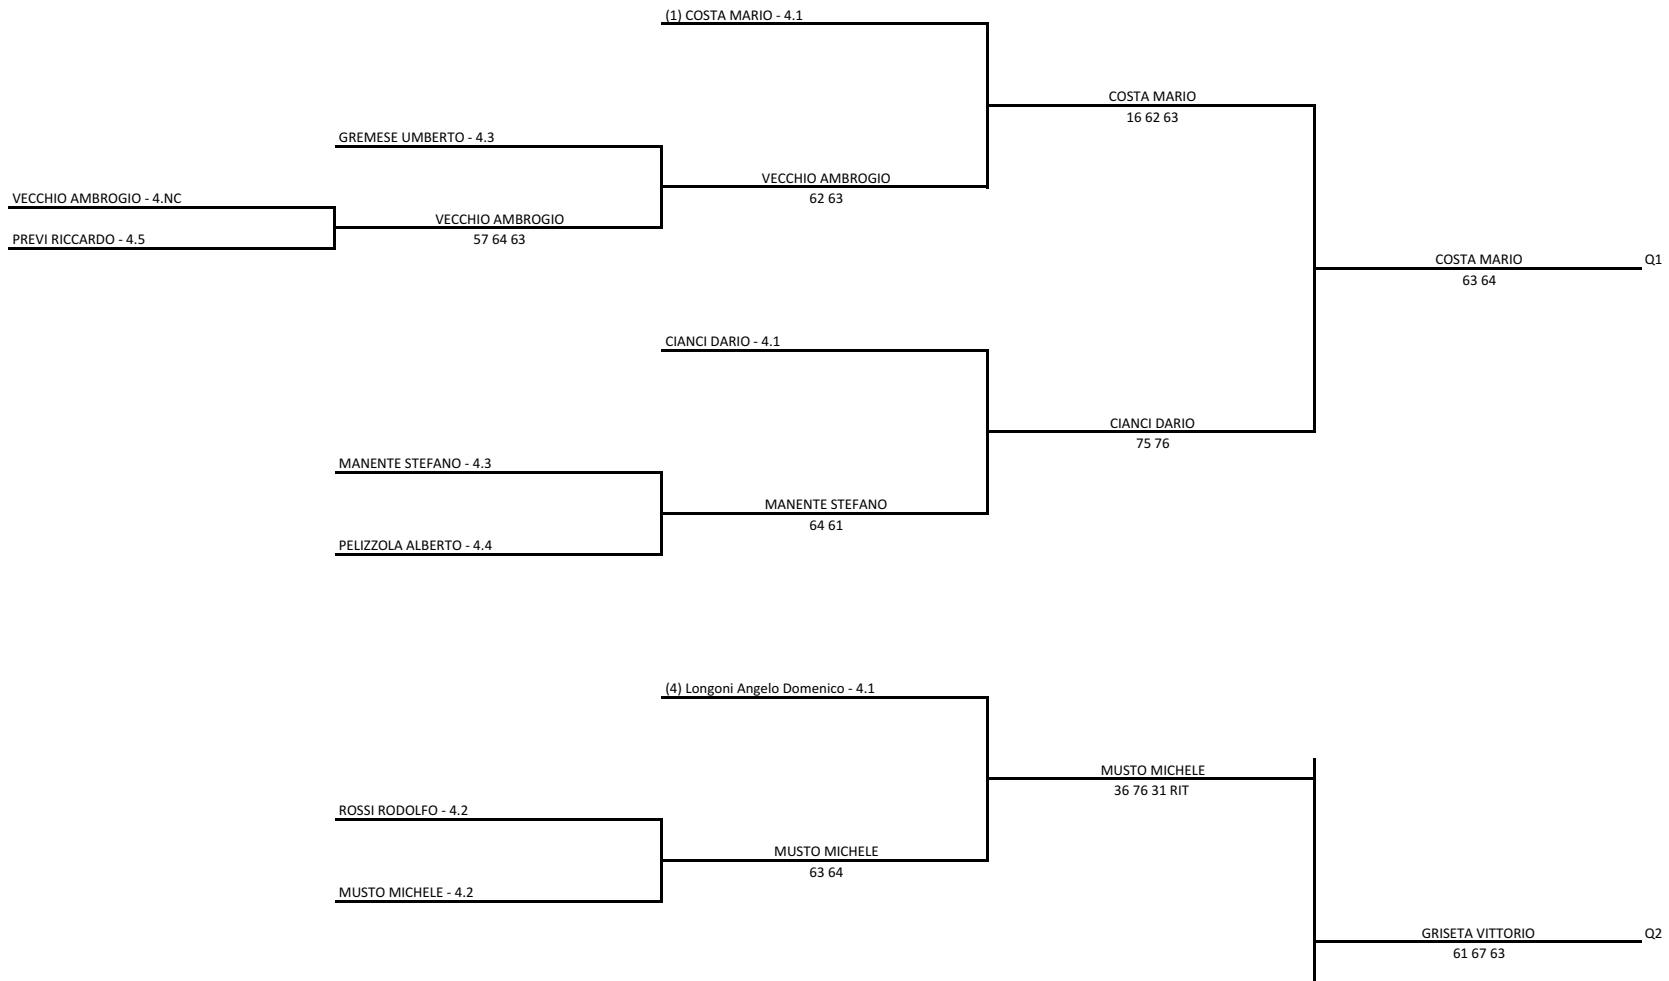 (1) COSTA MARIO - 4.1
COSTA MARIO
16 62 63
GREMESE UMBERTO - 4.3
VECCHIO AMBROGIO
62 63
VECCHIO AMBROGIO - 4.NC
VECCHIO AMBROGIO
57 64 63
PREVI RICCARDO - 4.5
COSTA MARIO
Q1
63 64
CIANCI DARIO - 4.1
CIANCI DARIO
75 76
MANENTE STEFANO - 4.3
MANENTE STEFANO
64 61
PELIZZOLA ALBERTO - 4.4
(4) Longoni Angelo Domenico - 4.1
MUSTO MICHELE
36 76 31 RIT
ROSSI RODOLFO - 4.2
MUSTO MICHELE
63 64
MUSTO MICHELE - 4.2
GRISETA VITTORIO
Q2
61 67 63